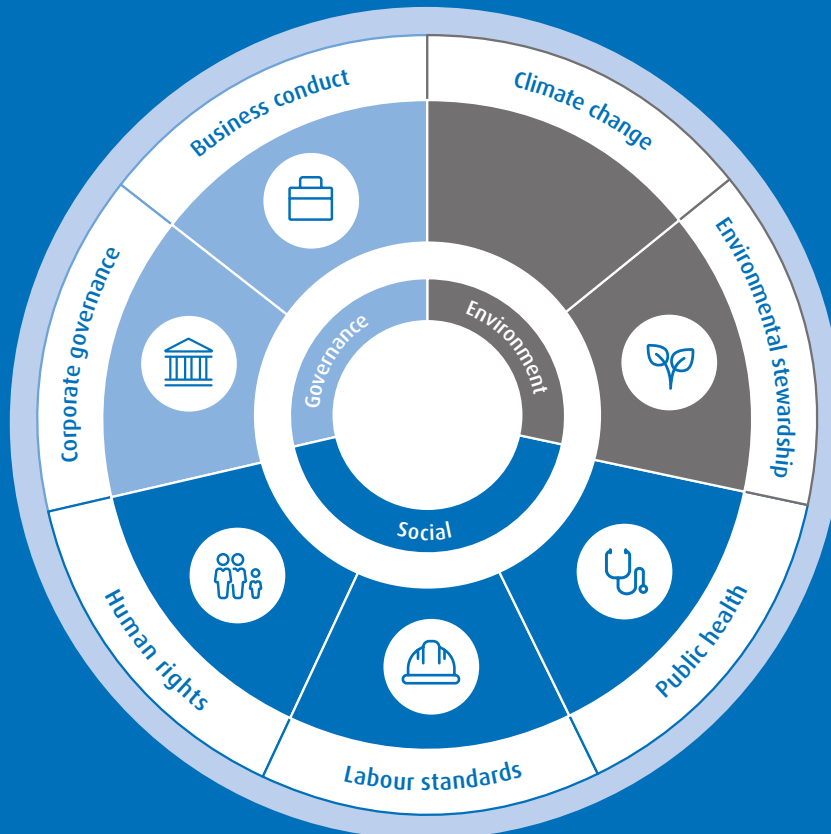 Business conduct
Climate change
Environmental stewardship
Public health
Labour standards
Human rights
Corporate governance
Governance
Environment
Social